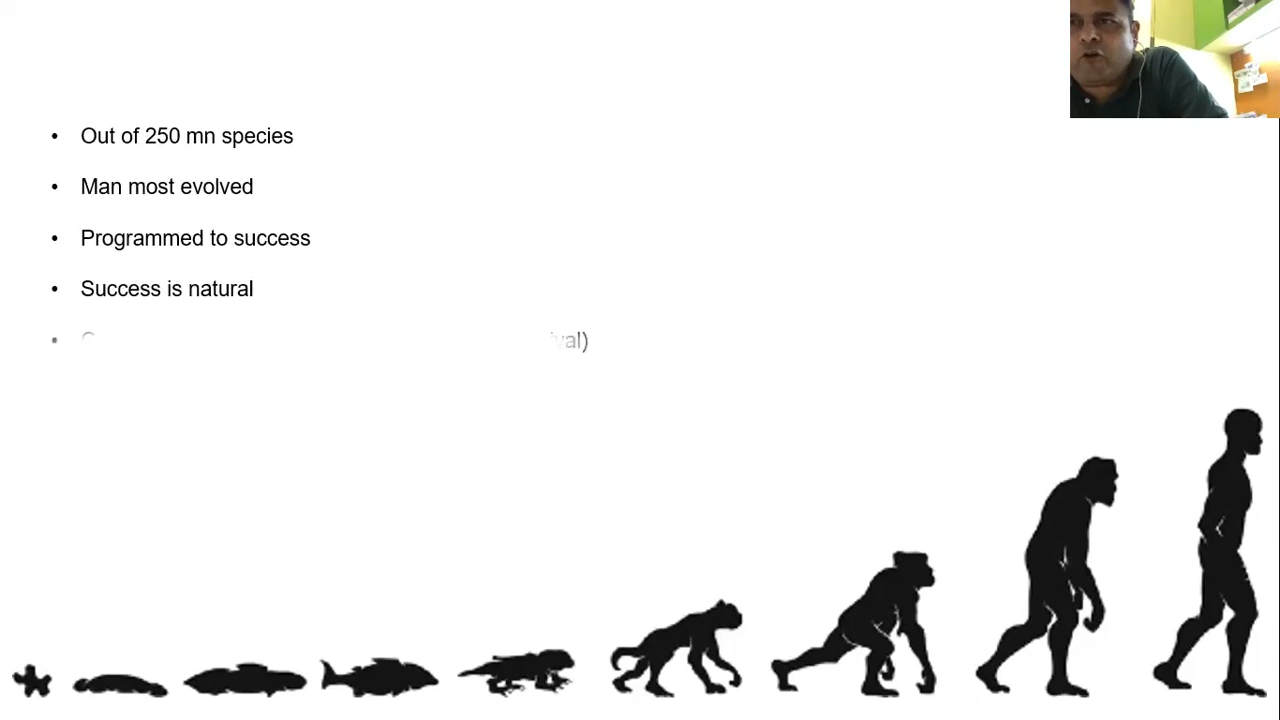 • Out of 250 mn species
• Man most evolved
• Programmed to success
• Success is natural